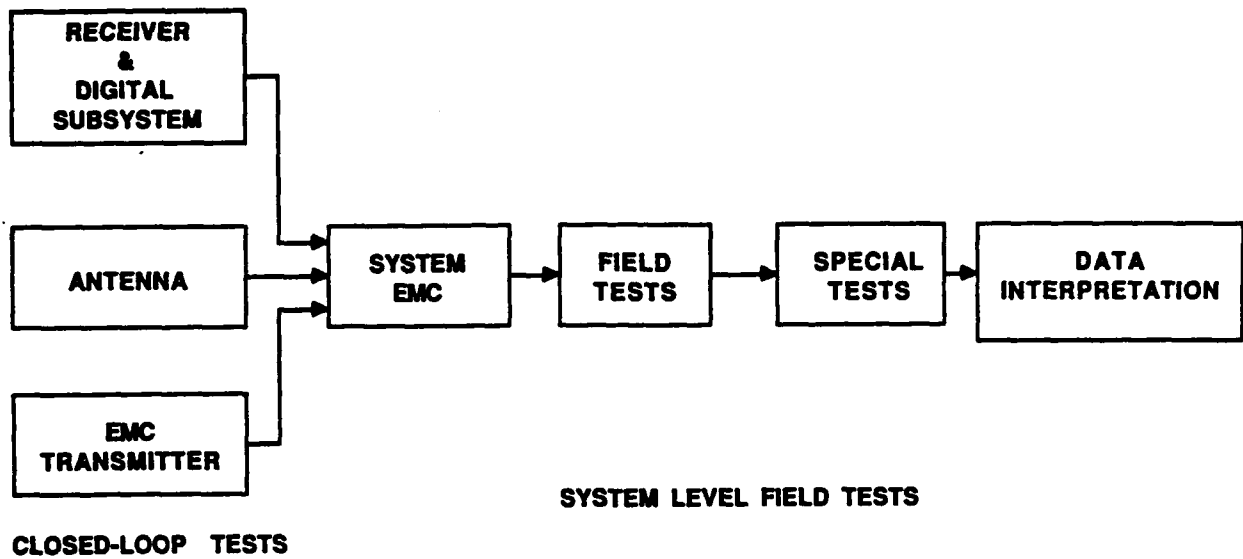 RECEIVER
&
DIGITAL
SUBSYSTEM
ANTENNA
EMC
TRANSMITTER
SYSTEM
EMC
FIELD
TESTS
SPECIAL
TESTS
DATA
INTERPRETATION
SYSTEM LEVEL FIELD TESTS
CLOSED-LOOP TESTS